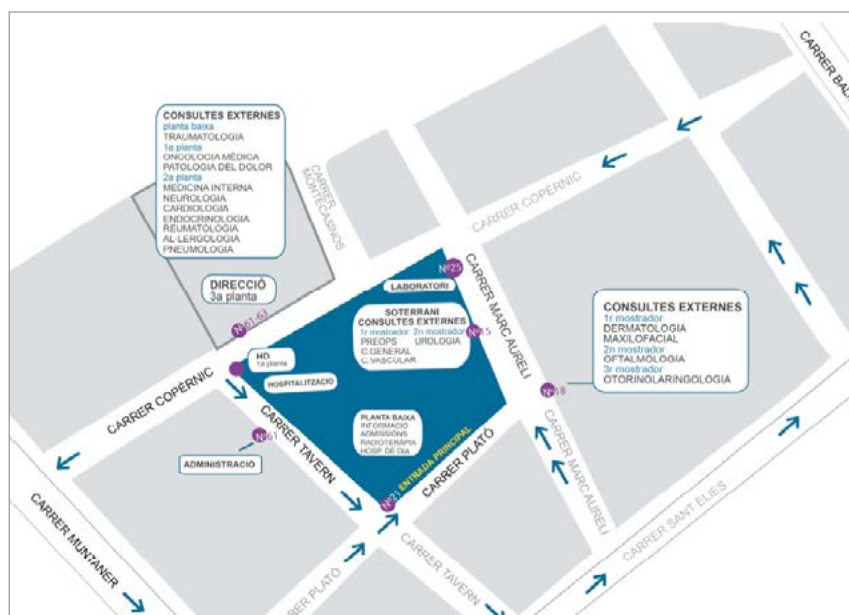 CONSULTES EXTERNES
planta baixa
TRAUMATOLOGIA
1a planta
ONCOLOGIA MÈDICA
PATOLOGIA DEL DOLOR
2a planta
MEDICINA INTERNA
NEUROLOGIA
CARDIOLOGIA
ENDOCRINOLOGIA
REUMATOLOGIA
AL·LERGOLOGIA
PNEUMOLOGIA
DIRECCIÓ
3a planta
Nº61-63
CARRER MONTECASINOS
CARRER COPÈRNIC
CARRER BAL
Nº25
LABORATORI
CARRER MARC AURELI
SOTERRANI
CONSULTES EXTERNES
1r mostrador 2n mostrador
PREOPS UROLOGIA
C.GENERAL
C.VASCULAR
Nº15
CONSULTES EXTERNES
1r mostrador
DERMATOLOGIA
MAXILOFACIAL
2n mostrador
OFTALMOLOGIA
3r mostrador
OTORINOLARINGOLOGIA
Nº18
HD
1a planta
HOSPITALITZACIÓ
CARRER COPÈRNIC
CARRER TAVERN
Nº61
ADMINISTRACIÓ
PLANTA BAIXA
INFORMACIÓ
ADMISSIONS
RADIOTERÀPIA
HOSP. DE DIA
ENTRADA PRINCIPAL
CARRER PLATÓ
Nº21
CARRER MARC AURELI
CARRER SANT ELIES
CARRER MUNTANER
CARRER PLATÓ
CARRER TAVERN